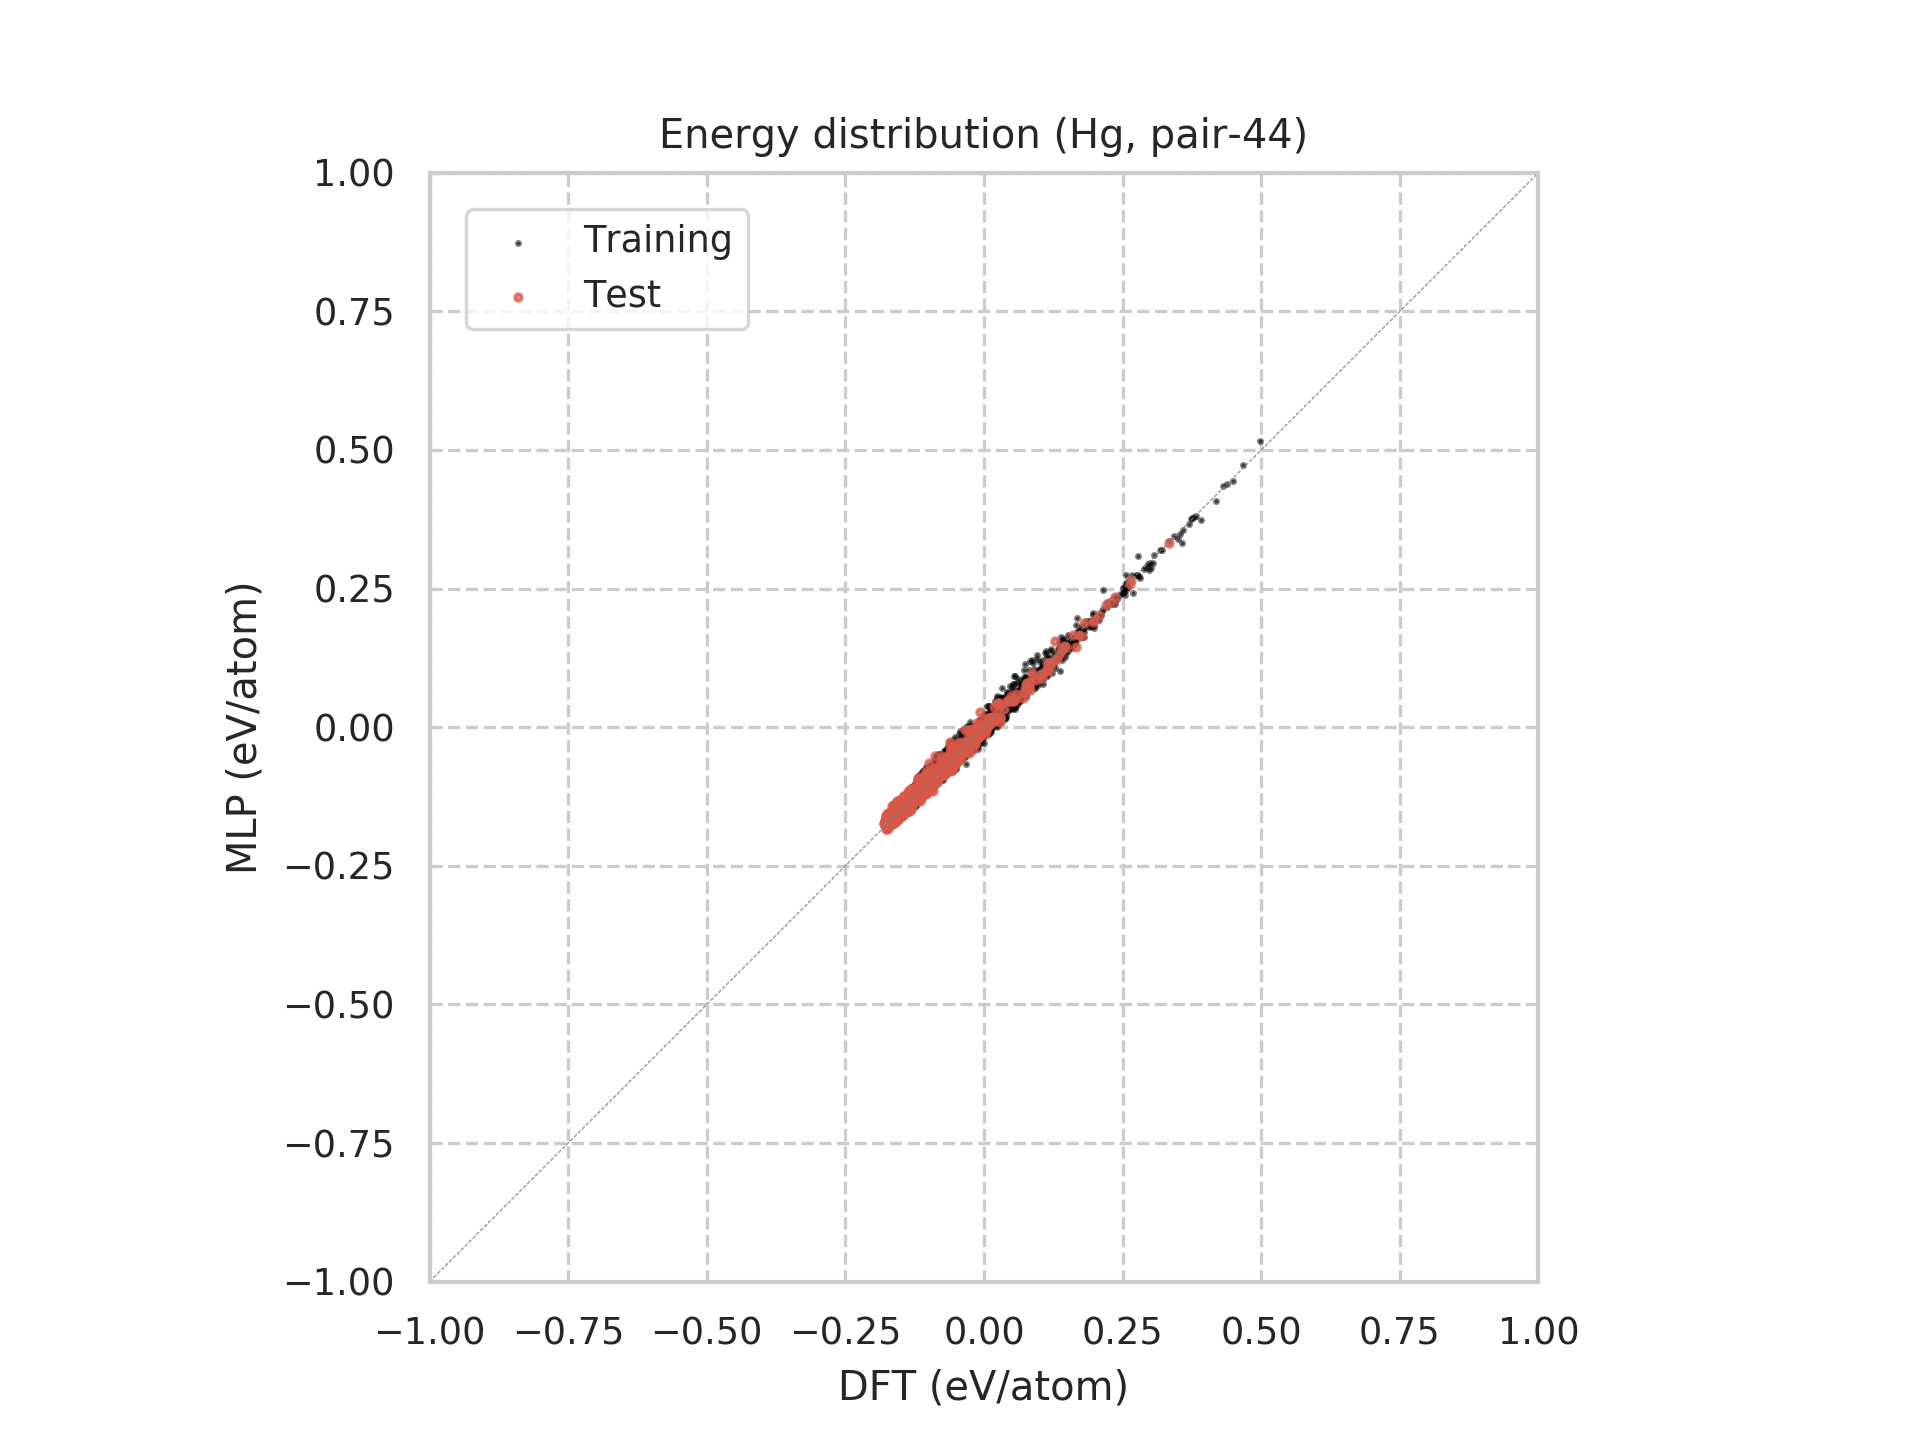 Energy distribution (Hg, pair-44)
Training
Test
1.00
0.75
0.50
0.25
0.00
−0.25
−0.50
−0.75
−1.00
MLP (eV/atom)
−1.00 −0.75 −0.50 −0.25 0.00 0.25 0.50 0.75 1.00
DFT (eV/atom)